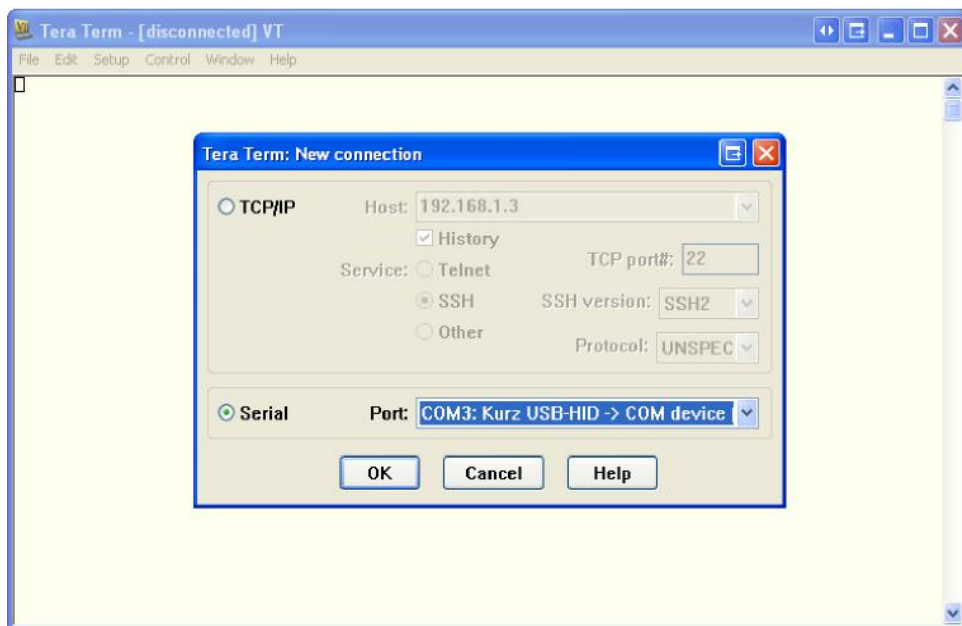 Tera Term - [disconnected] VT
File Edit Setup Control Window Help
Tera Term: New connection
TCP/IP Host: 192.168.1.3
History
Service: Telnet TCP port#: 22
SSH SSH version: SSH2
Other Protocol: UNSPEC
Serial Port: COM3: Kurz USB-HID -> COM device
OK Cancel Help